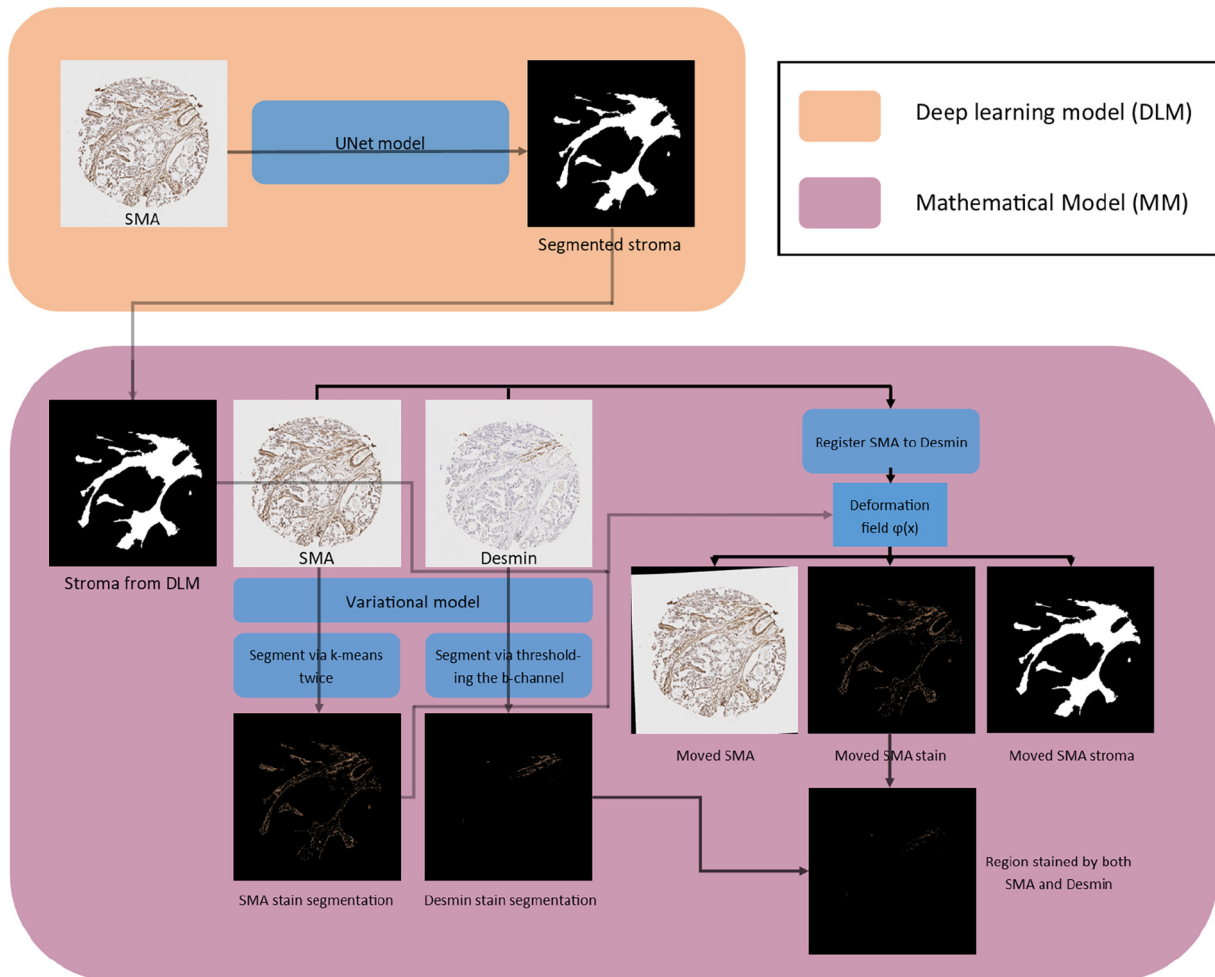 SMA
UNet model
Segmented stroma
Deep learning model (DLM)
Mathematical Model (MM)
Stroma from DLM
SMA
Desmin
Variational model
Segment via k-means
twice
Segment via threshold-
ing the b-channel
SMA stain segmentation
Desmin stain segmentation
Register SMA to Desmin
Deformation
field φ(x)
Moved SMA
Moved SMA stain
Moved SMA stroma
Region stained by both
SMA and Desmin